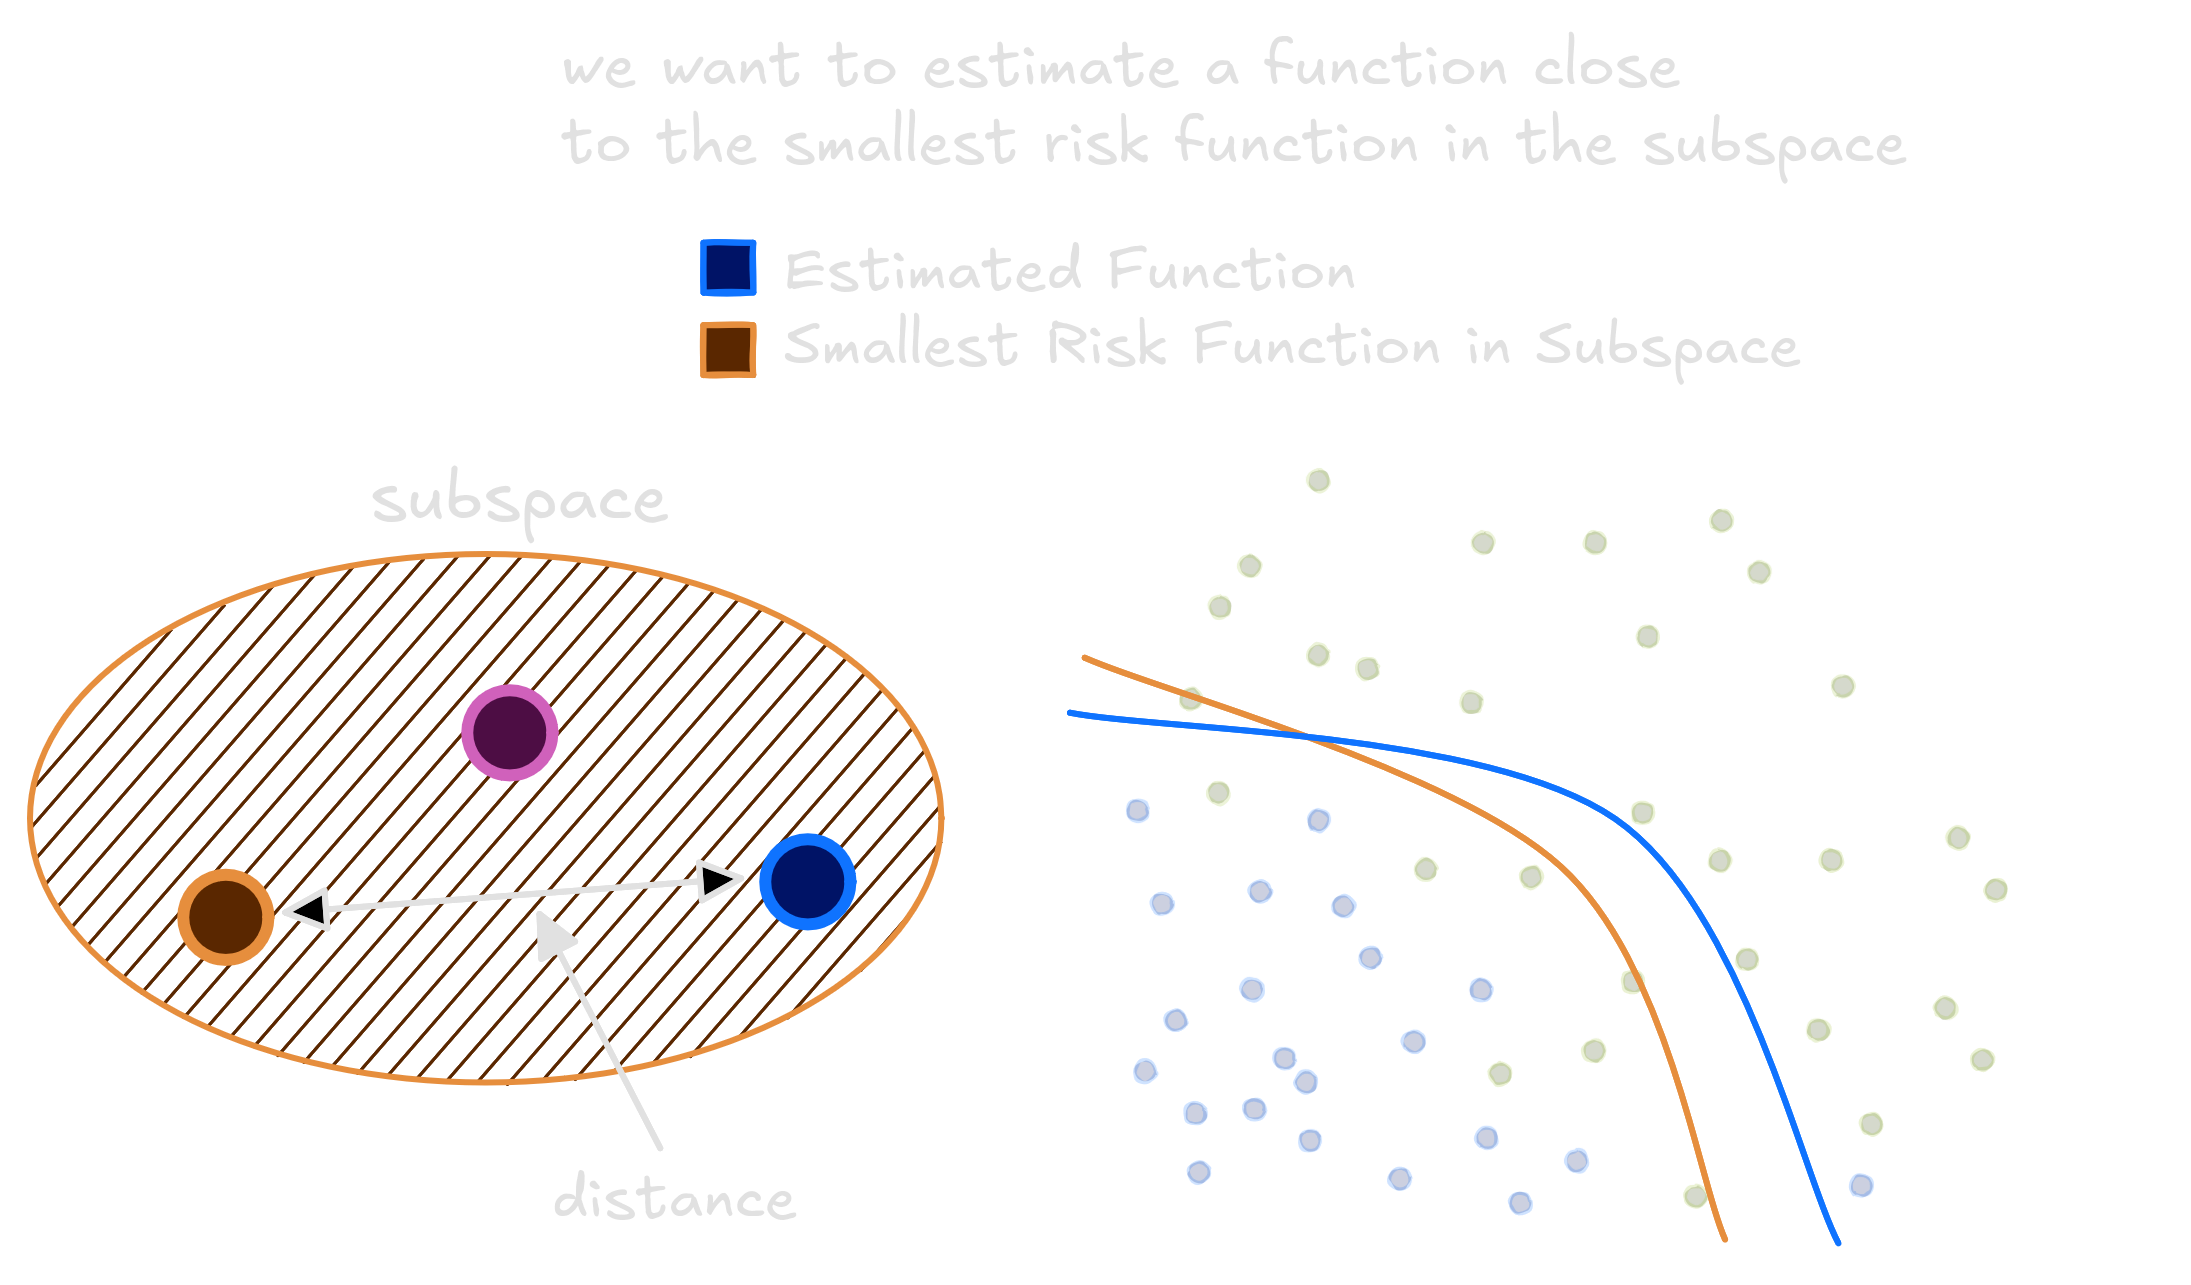 we want to estimate a function close
to the smallest risk function in the subspace
Estimated Function
Smallest Risk Function in Subspace
subspace
distance